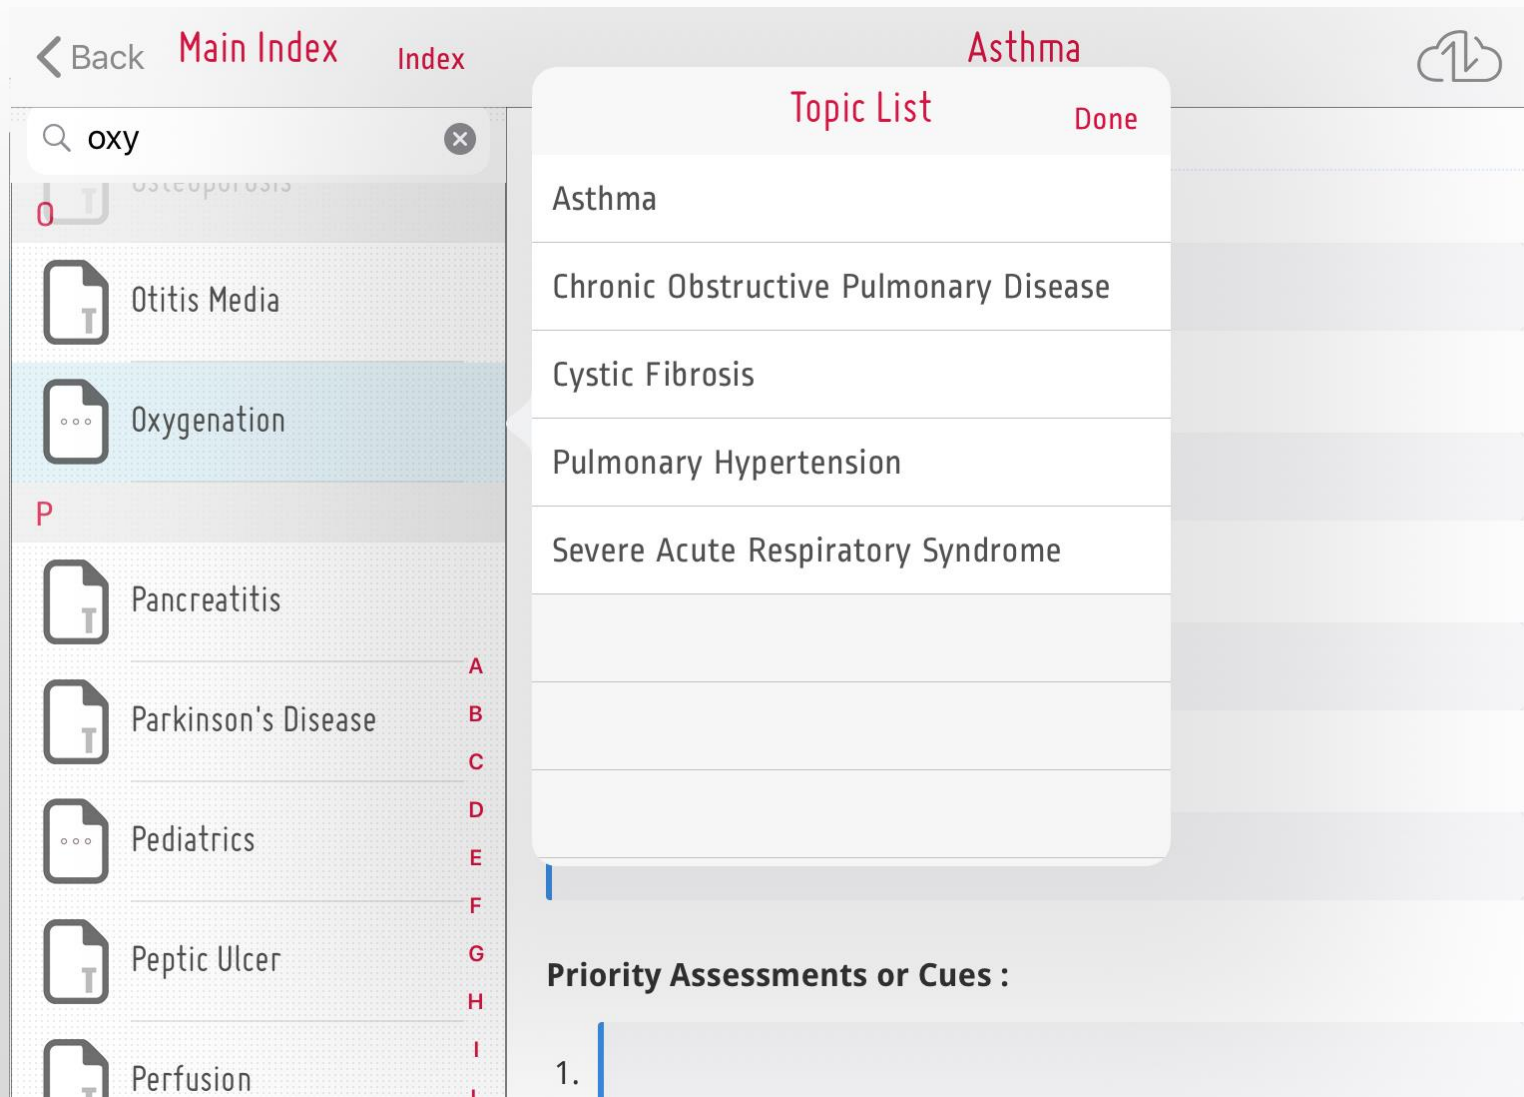 Back
Main Index
Index
Asthma
oxy
Osteoporosis
O
Otitis Media
T
Oxygenation
P
Pancreatitis
T
Parkinson's Disease
T
Pediatrics
Peptic Ulcer
T
Perfusion
A
B
C
D
E
F
G
H
I
Topic List
Done
Asthma
Chronic Obstructive Pulmonary Disease
Cystic Fibrosis
Pulmonary Hypertension
Severe Acute Respiratory Syndrome
Priority Assessments or Cues :
1.